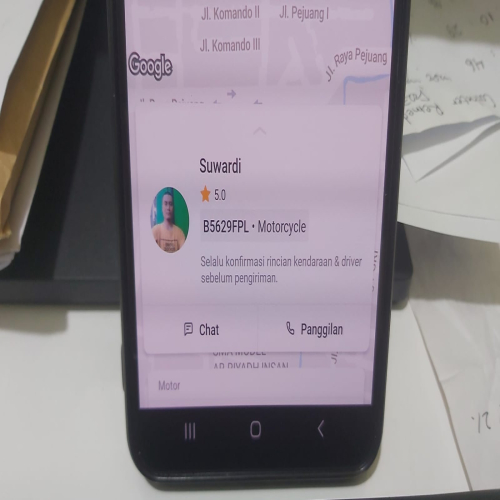 Jl. Komando II
Jl. Pejuang I
Jl. Komando III
Jl. Raya Pejuang
Google
Suwardi
5.0
B5629FPL • Motorcycle
Selalu konfirmasi rincian kendaraan & driver
sebelum pengiriman.
Chat
Panggilan
Motor
21.